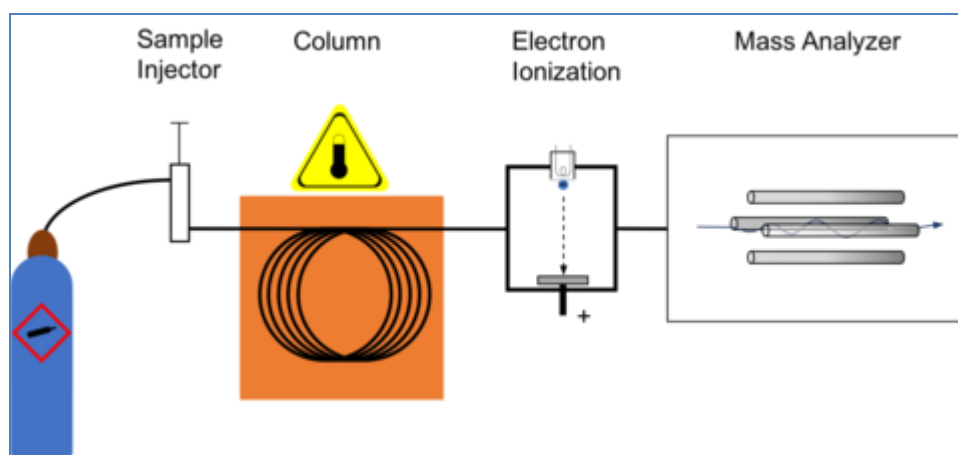 Sample
Injector
Column
Electron
Ionization
Mass Analyzer
+